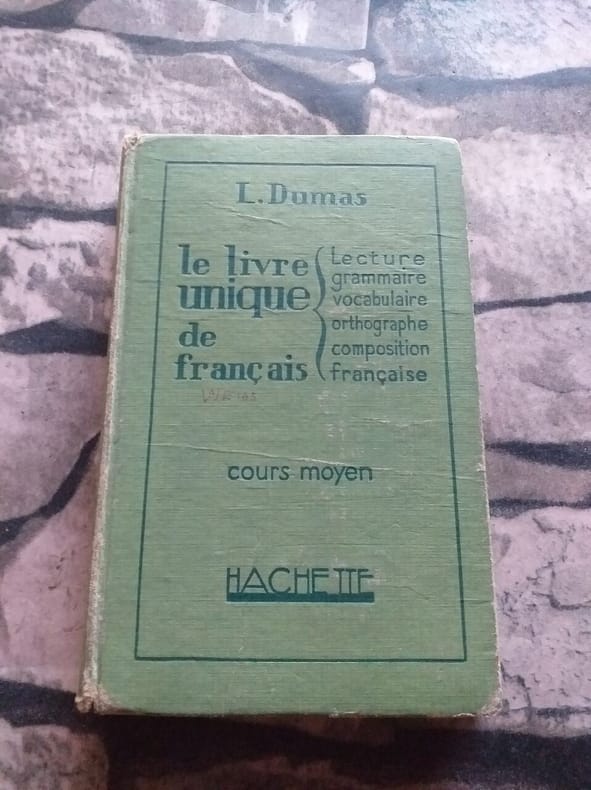 L. Dumas
le livre
unique
de
français
Lecture
grammaire
vocabulaire
orthographe
composition
française
cours moyen
HACHETTE